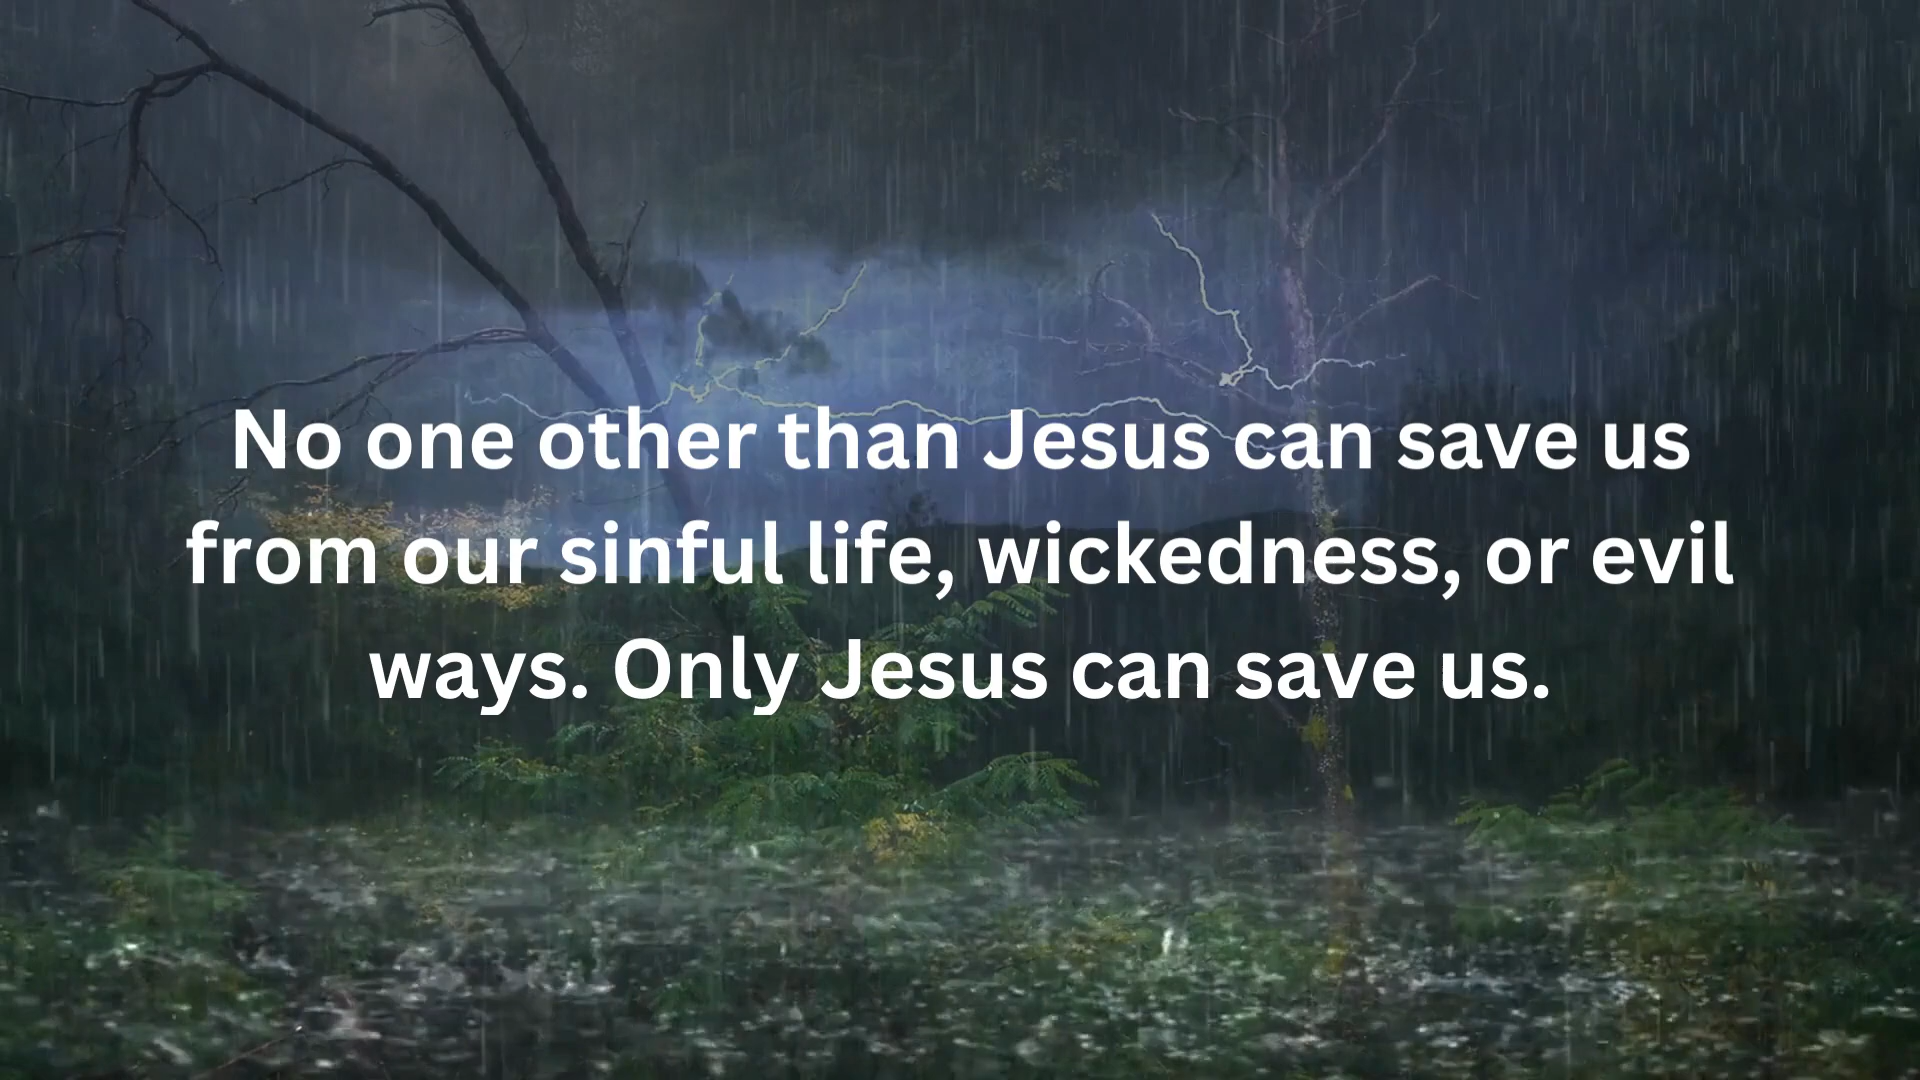 No one other than Jesus can save us
from our sinful life, wickedness, or evil
ways. Only Jesus can save us.